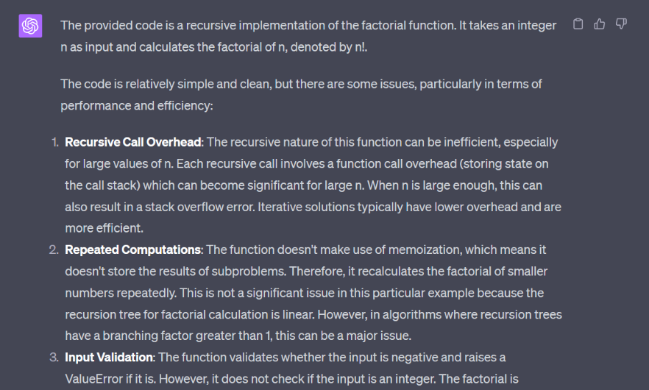 The provided code is a recursive implementation of the factorial function. It takes an integer
n as input and calculates the factorial of n, denoted by n!.
The code is relatively simple and clean, but there are some issues, particularly in terms of
performance and efficiency:
1. Recursive Call Overhead: The recursive nature of this function can be inefficient, especially
for large values of n. Each recursive call involves a function call overhead (storing state on
the call stack) which can become significant for large n. When n is large enough, this can
also result in a stack overflow error. Iterative solutions typically have lower overhead and are
more efficient.
2. Repeated Computations: The function doesn't make use of memoization, which means it
doesn't store the results of subproblems. Therefore, it recalculates the factorial of smaller
numbers repeatedly. This is not a significant issue in this particular example because the
recursion tree for factorial calculation is linear. However, in algorithms where recursion trees
have a branching factor greater than 1, this can be a major issue.
3. Input Validation: The function validates whether the input is negative and raises a
ValueError if it is. However, it does not check if the input is an integer. The factorial is